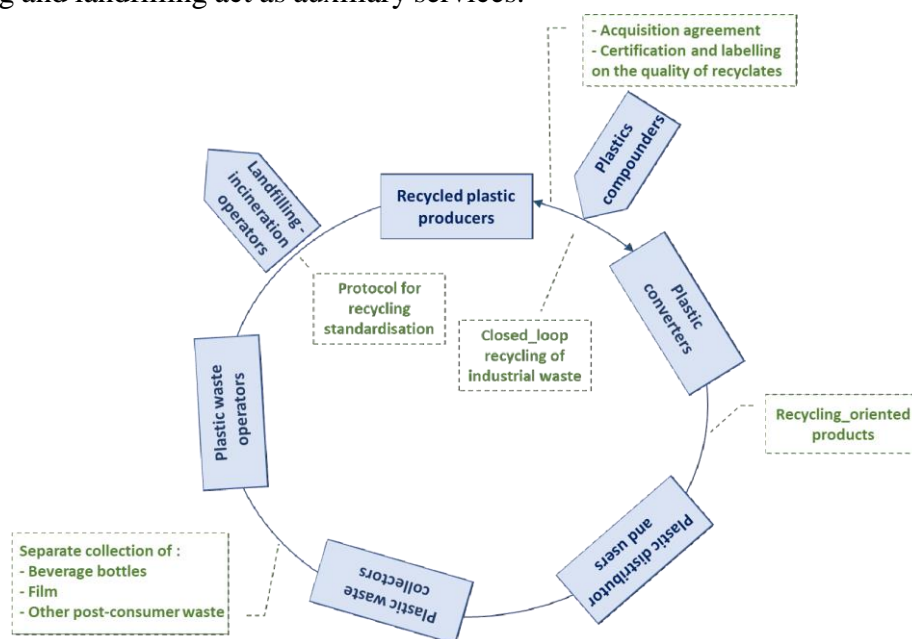 g and landfilling act as auxiliary services.
- Acquisition agreement
- Certification and labelling
on the quality of recyclates
Plastics
compounders
Landfilling -
incineration
operators
Recycled plastic
producers
Protocol for
recycling
standardisation
Closed_loop
recycling of
industrial waste
Plastic
converters
Recycling_oriented
products
Plastic waste
operators
Plastic distributor
and users
Plastic waste
collectors
Separate collection of :
- Beverage bottles
- Film
- Other post-consumer waste